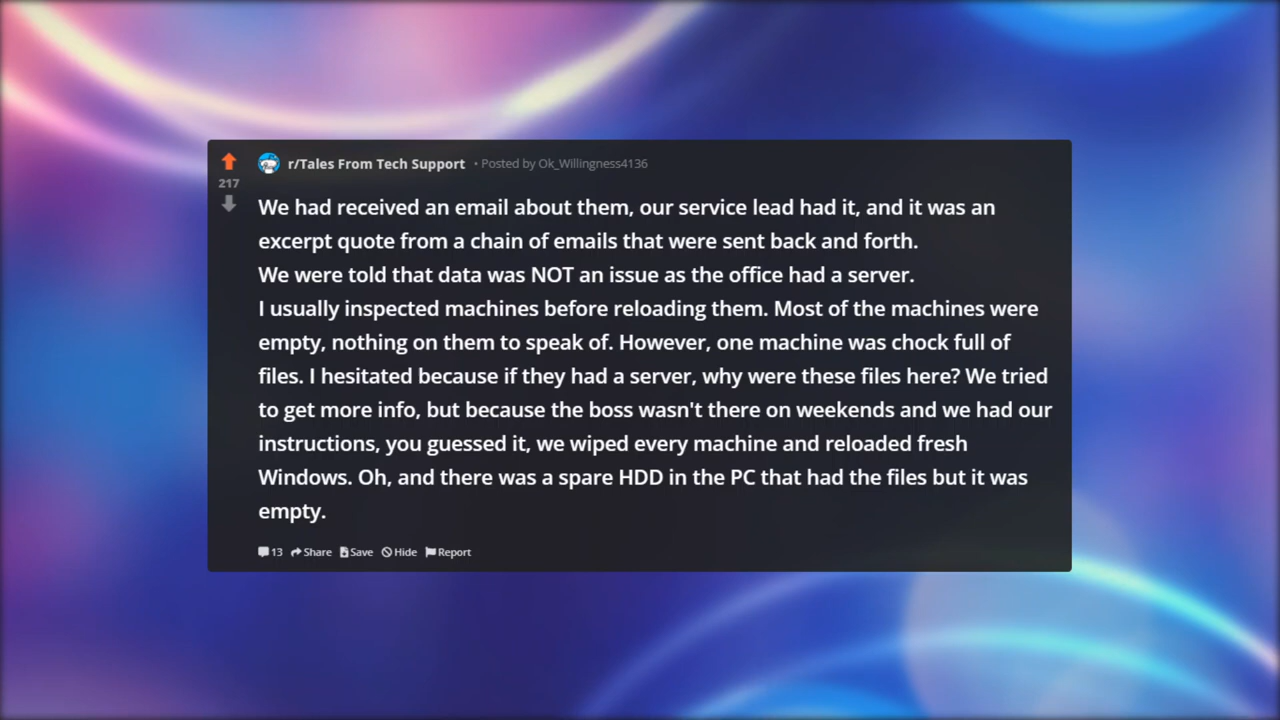 r/Tales From Tech Support • Posted by Ok_Willingness4136
217
We had received an email about them, our service lead had it, and it was an
excerpt quote from a chain of emails that were sent back and forth.
We were told that data was NOT an issue as the office had a server.
I usually inspected machines before reloading them. Most of the machines were
empty, nothing on them to speak of. However, one machine was chock full of
files. I hesitated because if they had a server, why were these files here? We tried
to get more info, but because the boss wasn't there on weekends and we had our
instructions, you guessed it, we wiped every machine and reloaded fresh
Windows. Oh, and there was a spare HDD in the PC that had the files but it was
empty.
13 Share Save Hide Report